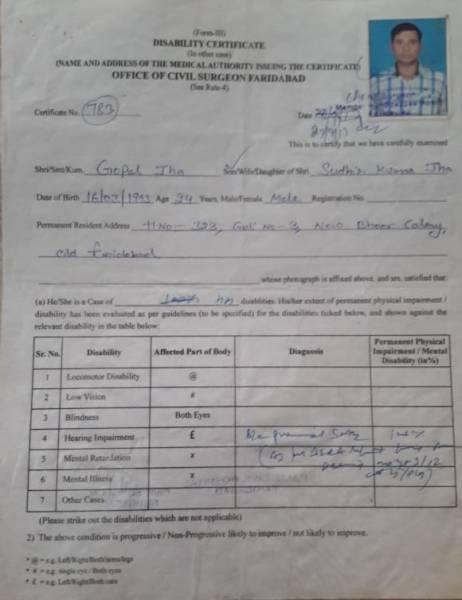 (Form-III)
DISABILITY CERTIFICATE
(In other case)
(NAME AND ADDRESS OF THE MEDICAL AUTHORITY ISSUING THE CERTIFICATE)
OFFICE OF CIVIL SURGEON FARIDABAD
(See Rule-4)
Certificate No. 783 Date
This is to certify that we have carefully examined
Shri/Smt/Kum. Gopal Jha Son/Wife/Daughter of Shri Sudhir Kumar Jha
Date of Birth Age 24 Years, Male/Female Male Registration No.
Permanent Resident Address H.No- 323, Gali No-3, New Colony,
old faridabad
whose photograph is affixed above, and are, satisfied that:
(a) He/She is a Case of disabilities. His/her extent of permanent physical impairment /
disability has been evaluated as per guidelines (to be specified) for the disabilities ticked below, and shown against the
relevant disability in the table below:
Sr. No. Disability Affected Part of Body Diagnosis Permanent Physical Impairment / Mental Disability (in%)
1 Locomotor Disability @
2 Low Vision #
3 Blindness Both Eyes
4 Hearing Impairment £
5 Mental Retardation x
6 Mental Illness x
7 Other Cases
(Please strike out the disabilities which are not applicable)
2) The above condition is progressive / Non-Progressive likely to improve / not likely to improve.
* @ = e.g. Left/Right/Both/arms/legs
* # = e.g. single eye / Both eyes
* £ = e.g. Left/Right/Both ears